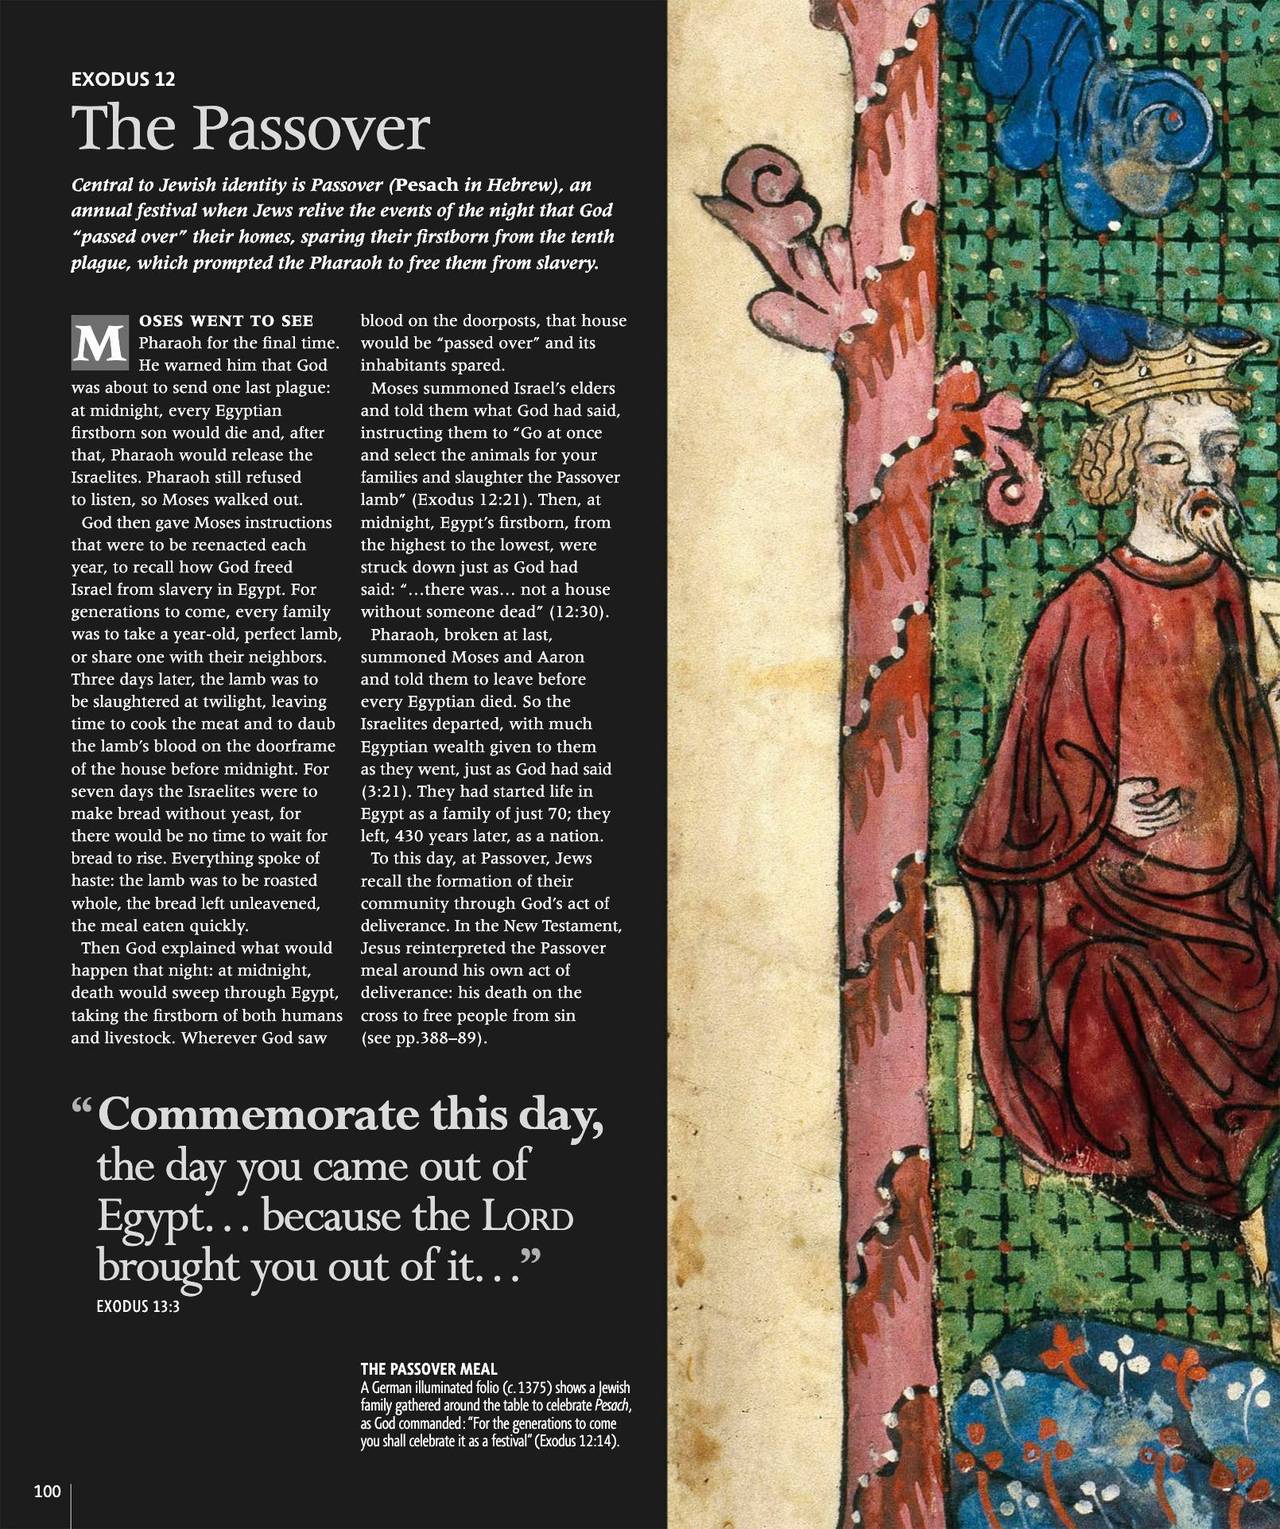 EXODUS 12
The Passover
Central to Jewish identity is Passover (Pesach in Hebrew), an
annual festival when Jews relive the events of the night that God
“passed over” their homes, sparing their firstborn from the tenth
plague, which prompted the Pharaoh to free them from slavery.
MOSES WENT TO SEE
Pharaoh for the final time.
He warned him that God
was about to send one last plague:
at midnight, every Egyptian
firstborn son would die and, after
that, Pharaoh would release the
Israelites. Pharaoh still refused
to listen, so Moses walked out.
God then gave Moses instructions
that were to be reenacted each
year, to recall how God freed
Israel from slavery in Egypt. For
generations to come, every family
was to take a year-old, perfect lamb,
or share one with their neighbors.
Three days later, the lamb was to
be slaughtered at twilight, leaving
time to cook the meat and to daub
the lamb’s blood on the doorframe
of the house before midnight. For
seven days the Israelites were to
make bread without yeast, for
there would be no time to wait for
bread to rise. Everything spoke of
haste: the lamb was to be roasted
whole, the bread left unleavened,
the meal eaten quickly.
Then God explained what would
happen that night: at midnight,
death would sweep through Egypt,
taking the firstborn of both humans
and livestock. Wherever God saw
blood on the doorposts, that house
would be “passed over” and its
inhabitants spared.
Moses summoned Israel’s elders
and told them what God had said,
instructing them to “Go at once
and select the animals for your
families and slaughter the Passover
lamb” (Exodus 12:21). Then, at
midnight, Egypt’s firstborn, from
the highest to the lowest, were
struck down just as God had
said: “…there was… not a house
without someone dead” (12:30).
Pharaoh, broken at last,
summoned Moses and Aaron
and told them to leave before
every Egyptian died. So the
Israelites departed, with much
Egyptian wealth given to them
as they went, just as God had said
(3:21). They had started life in
Egypt as a family of just 70; they
left, 430 years later, as a nation.
To this day, at Passover, Jews
recall the formation of their
community through God’s act of
deliverance. In the New Testament,
Jesus reinterpreted the Passover
meal around his own act of
deliverance: his death on the
cross to free people from sin
(see pp.388–89).
“Commemorate this day,
the day you came out of
Egypt… because the LORD
brought you out of it…”
EXODUS 13:3
THE PASSOVER MEAL
A German illuminated folio (c.1375) shows a Jewish
family gathered around the table to celebrate Pesach,
as God commanded: “For the generations to come
you shall celebrate it as a festival” (Exodus 12:14).
100